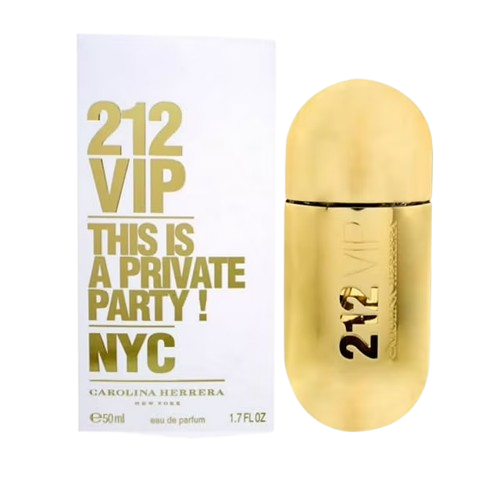 212
VIP
THIS IS
A PRIVATE
PARTY !
NYC
CAROLINA HERRERA
NEW YORK
e50ml eau de parfum 1.7 FL OZ
212 VIP
CAROLINA HERRERA